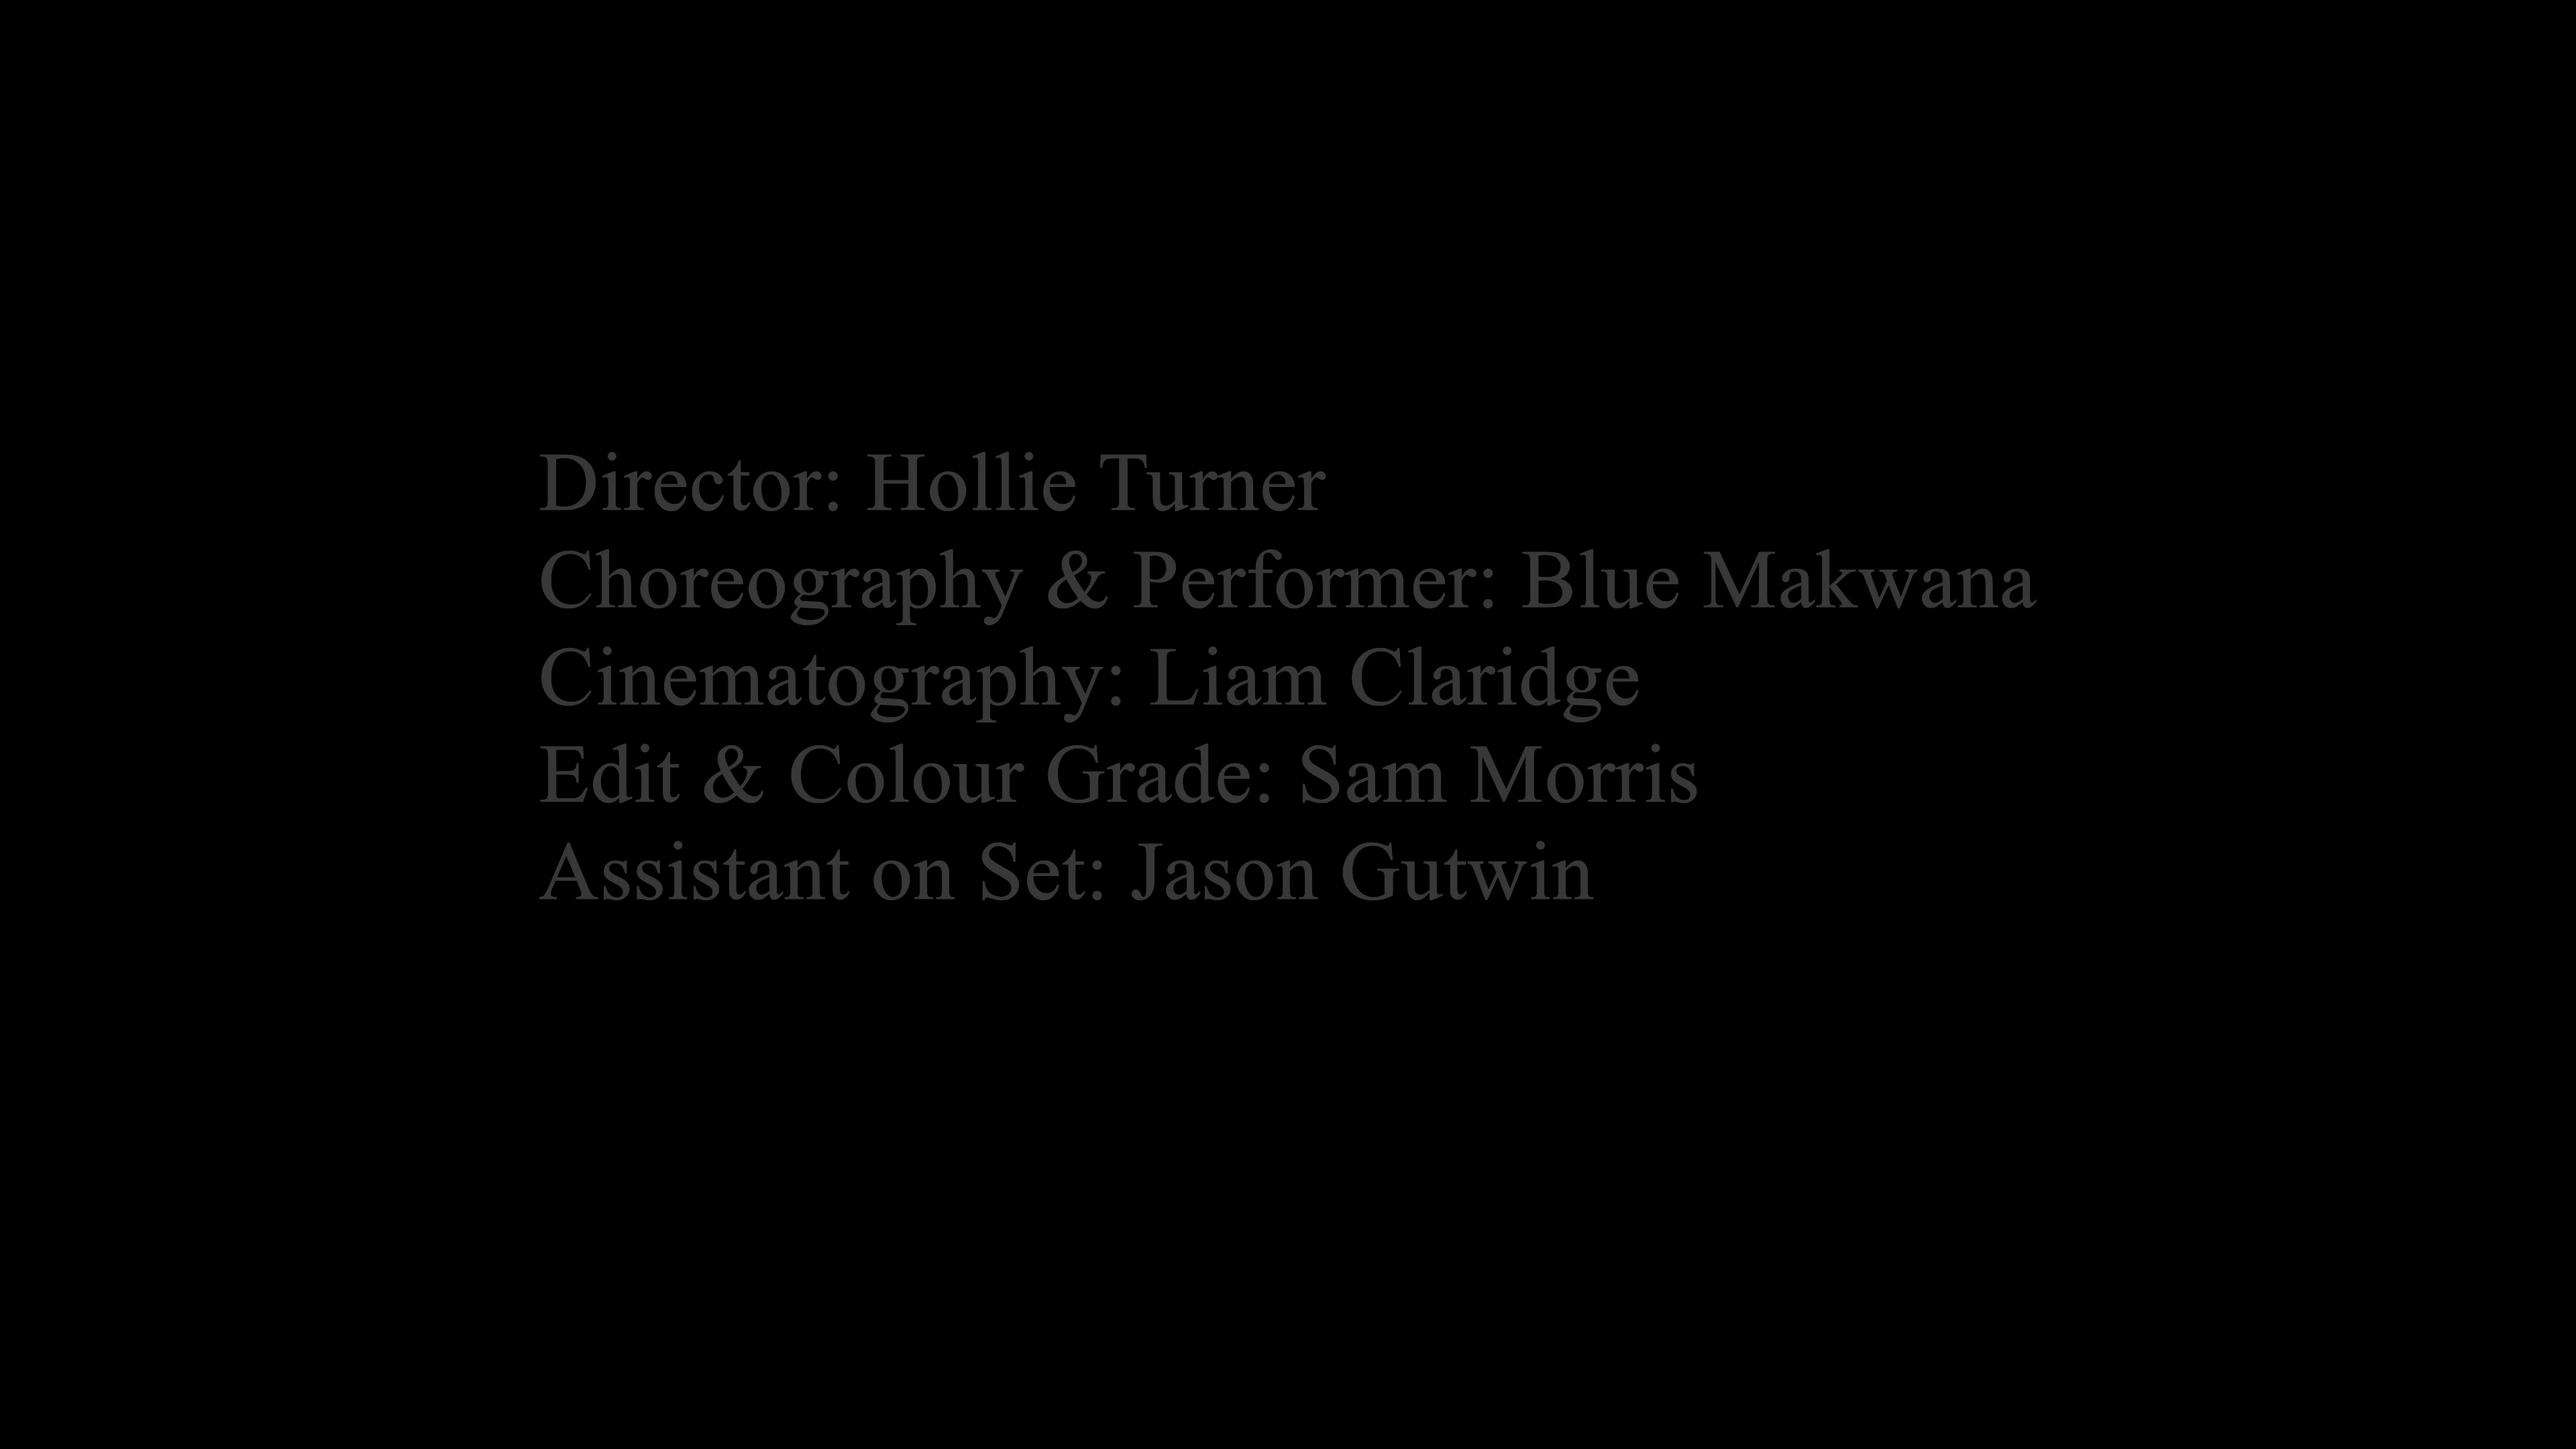 Director: Hollie Turner
Choreography & Performer: Blue Makwana
Cinematography: Liam Claridge
Edit & Colour Grade: Sam Morris
Assistant on Set: Jason Gutwin